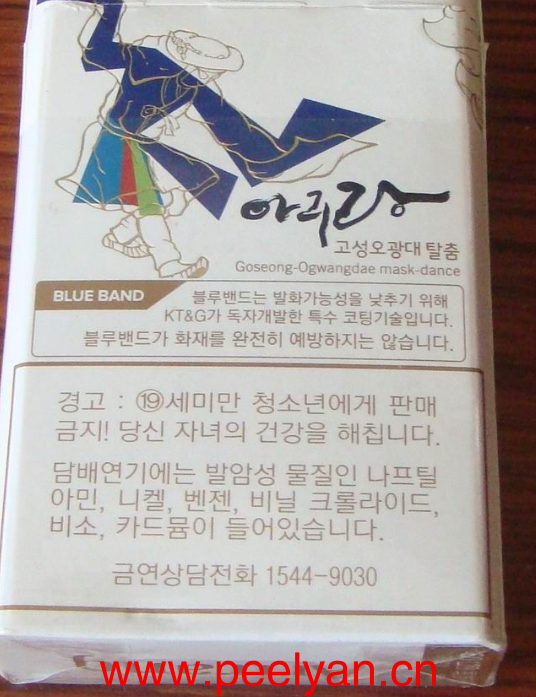 아리랑
고성오광대 탈춤
Goseong-Ogwangdae mask-dance
BLUE BAND
블루밴드는 발화가능성을 낮추기 위해
KT&G가 독자개발한 특수 코팅기술입니다.
블루밴드가 화재를 완전히 예방하지는 않습니다.
경고 : ⑲세미만 청소년에게 판매
금지! 당신 자녀의 건강을 해칩니다.
담배연기에는 발암성 물질인 나프틸
아민, 니켈, 벤젠, 비닐 크롤라이드,
비소, 카드뮴이 들어있습니다.
금연상담전화 1544-9030
www.peelyan.cn